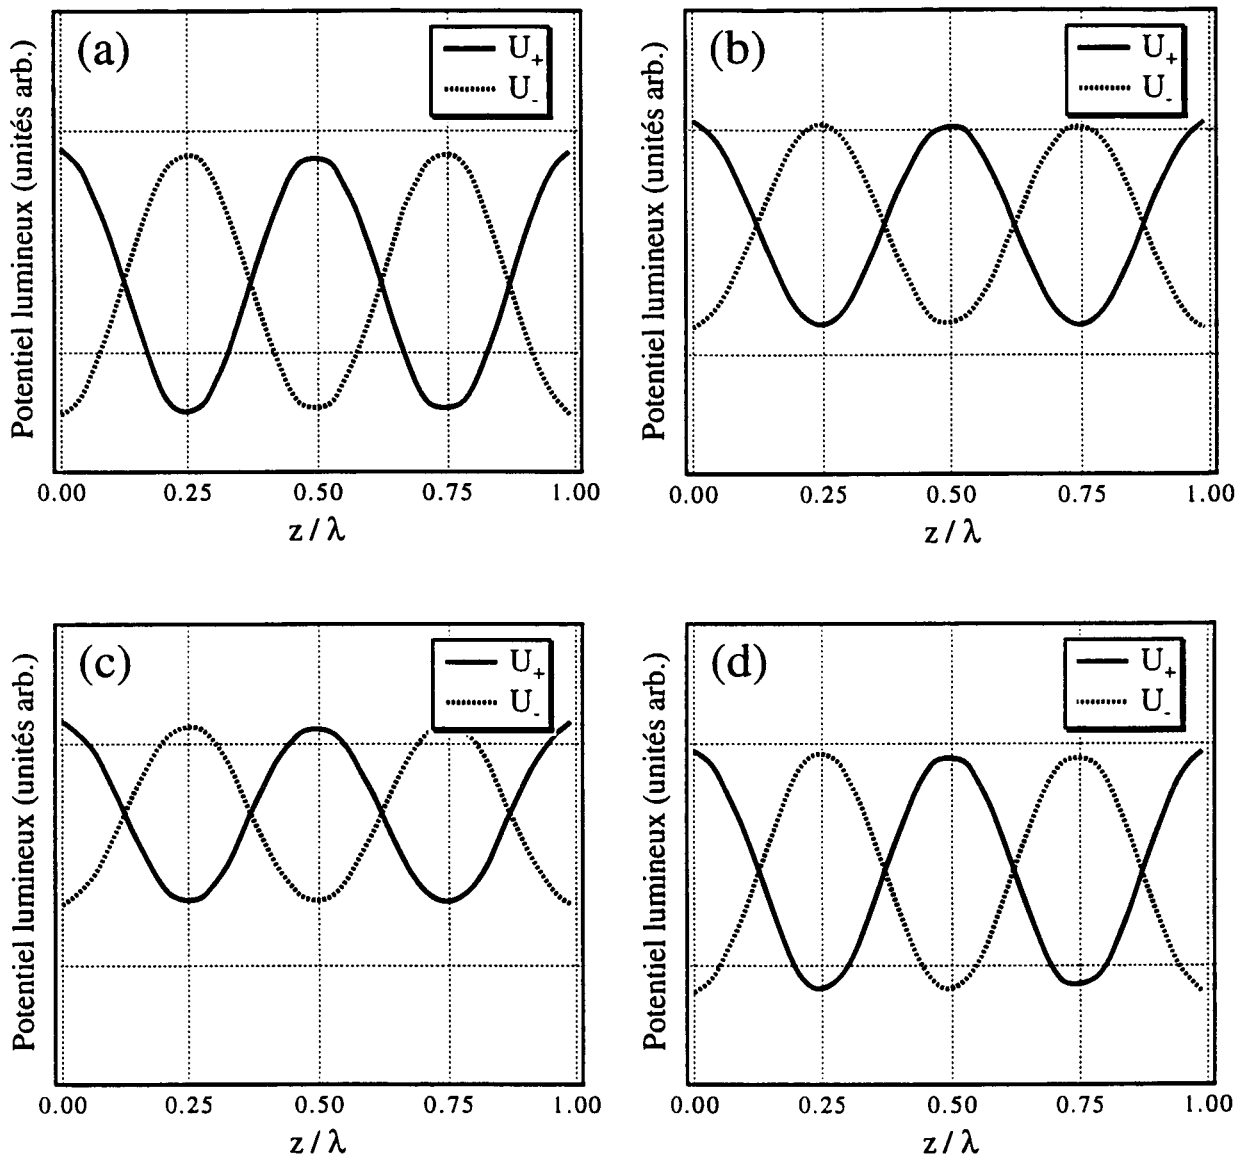 (a)
U₊
U₋
Potentiel lumineux (unités arb.)
0.00 0.25 0.50 0.75 1.00
z / λ
(b)
U₊
U₋
Potentiel lumineux (unités arb.)
0.00 0.25 0.50 0.75 1.00
z / λ
(c)
U₊
U₋
Potentiel lumineux (unités arb.)
0.00 0.25 0.50 0.75 1.00
z / λ
(d)
U₊
U₋
Potentiel lumineux (unités arb.)
0.00 0.25 0.50 0.75 1.00
z / λ